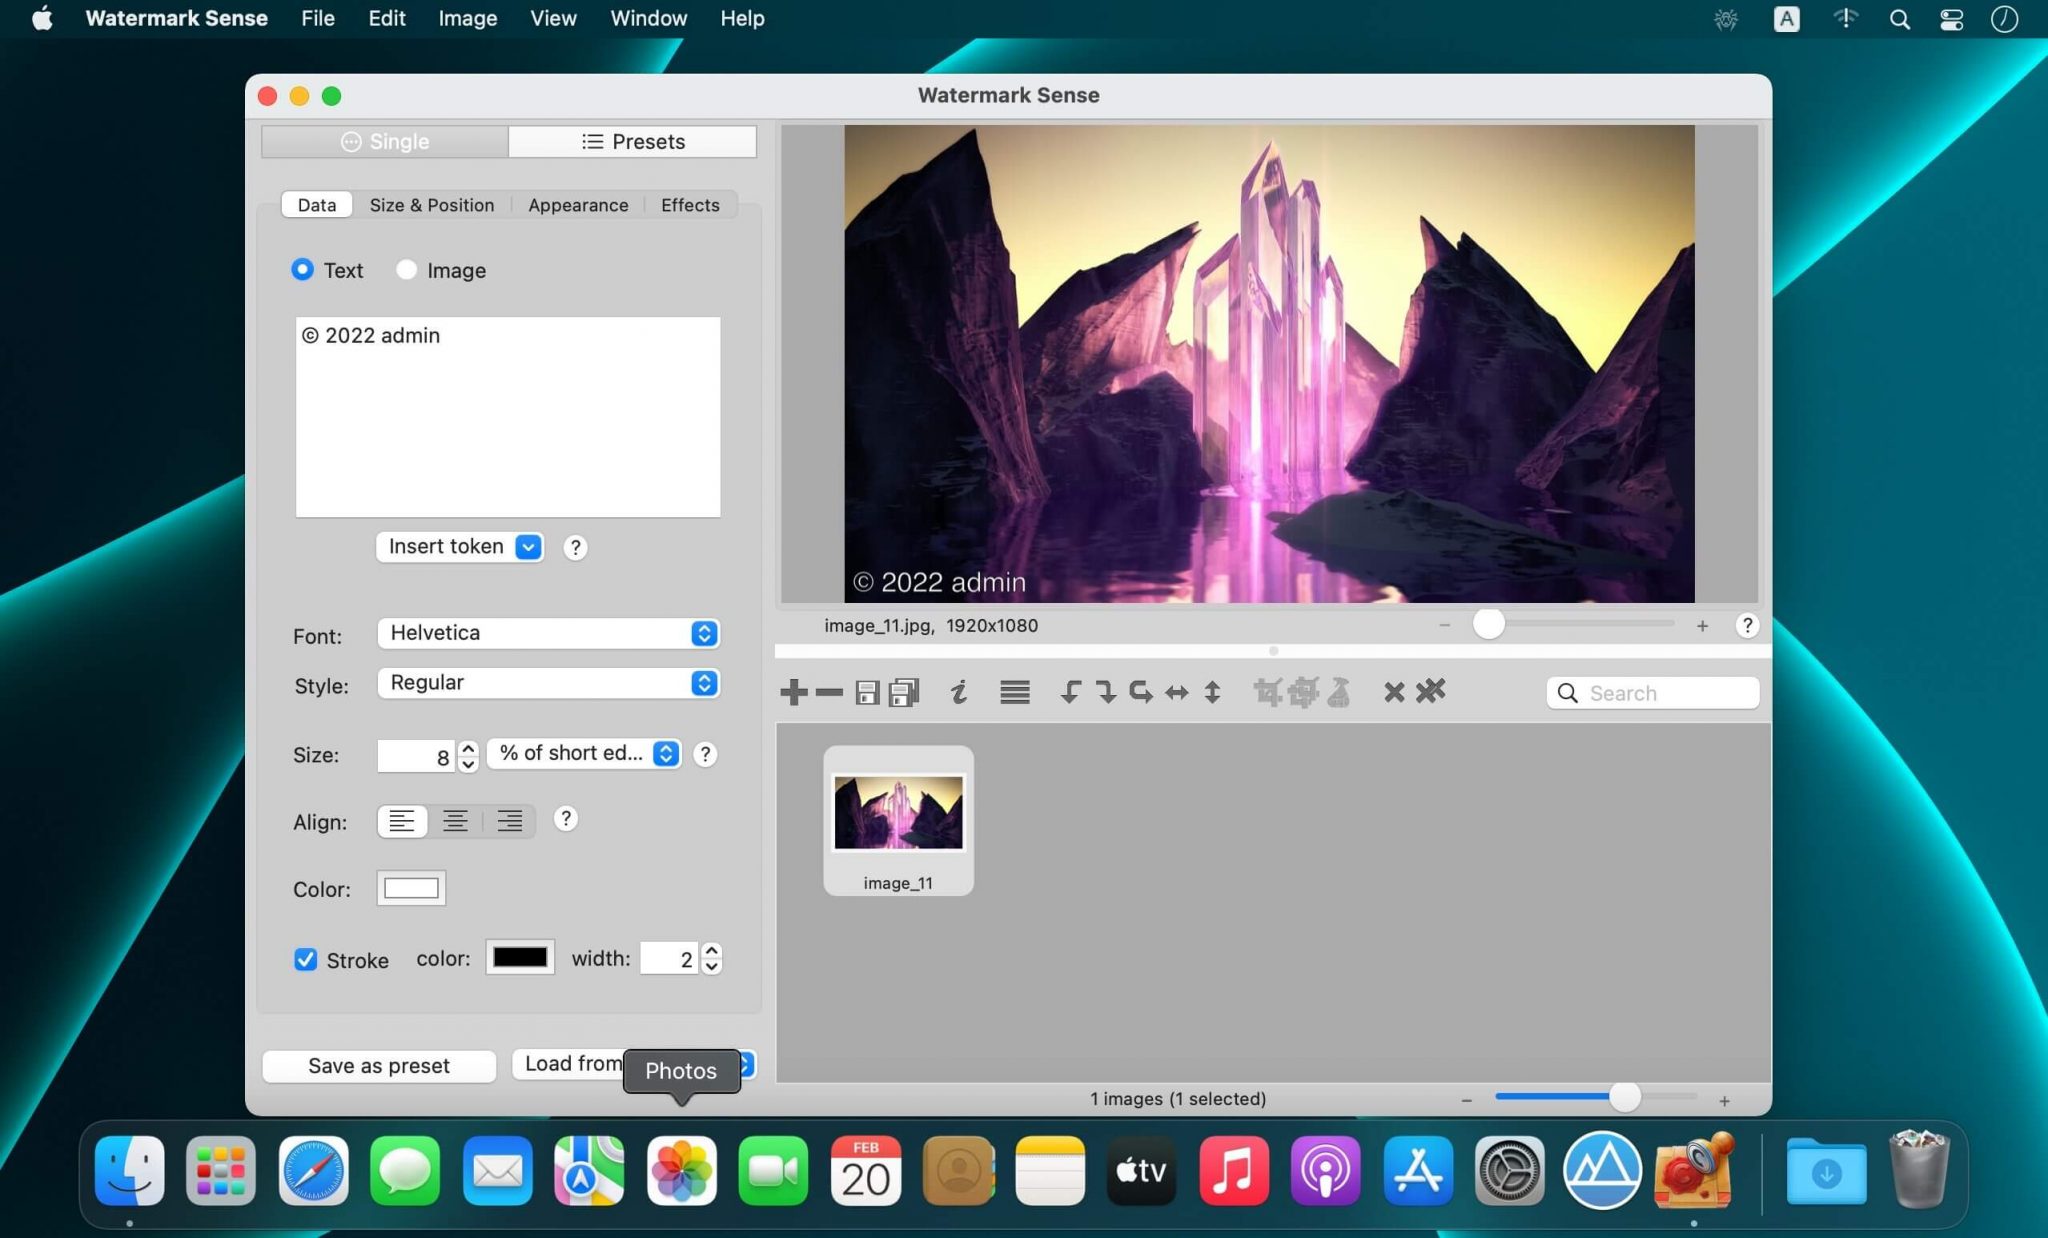 Watermark Sense File Edit Image View Window Help
A
Watermark Sense
Single Presets
Data Size & Position Appearance Effects
Text Image
© 2022 admin
Insert token ?
Font: Helvetica
Style: Regular
Size: 8 % of short ed... ?
Align: ?
Color:
Stroke color: width: 2
Save as preset Load from
Photos
© 2022 admin
image_11.jpg, 1920x1080 − + ?
i Search
image_11
1 images (1 selected) − +
FEB
20
tv